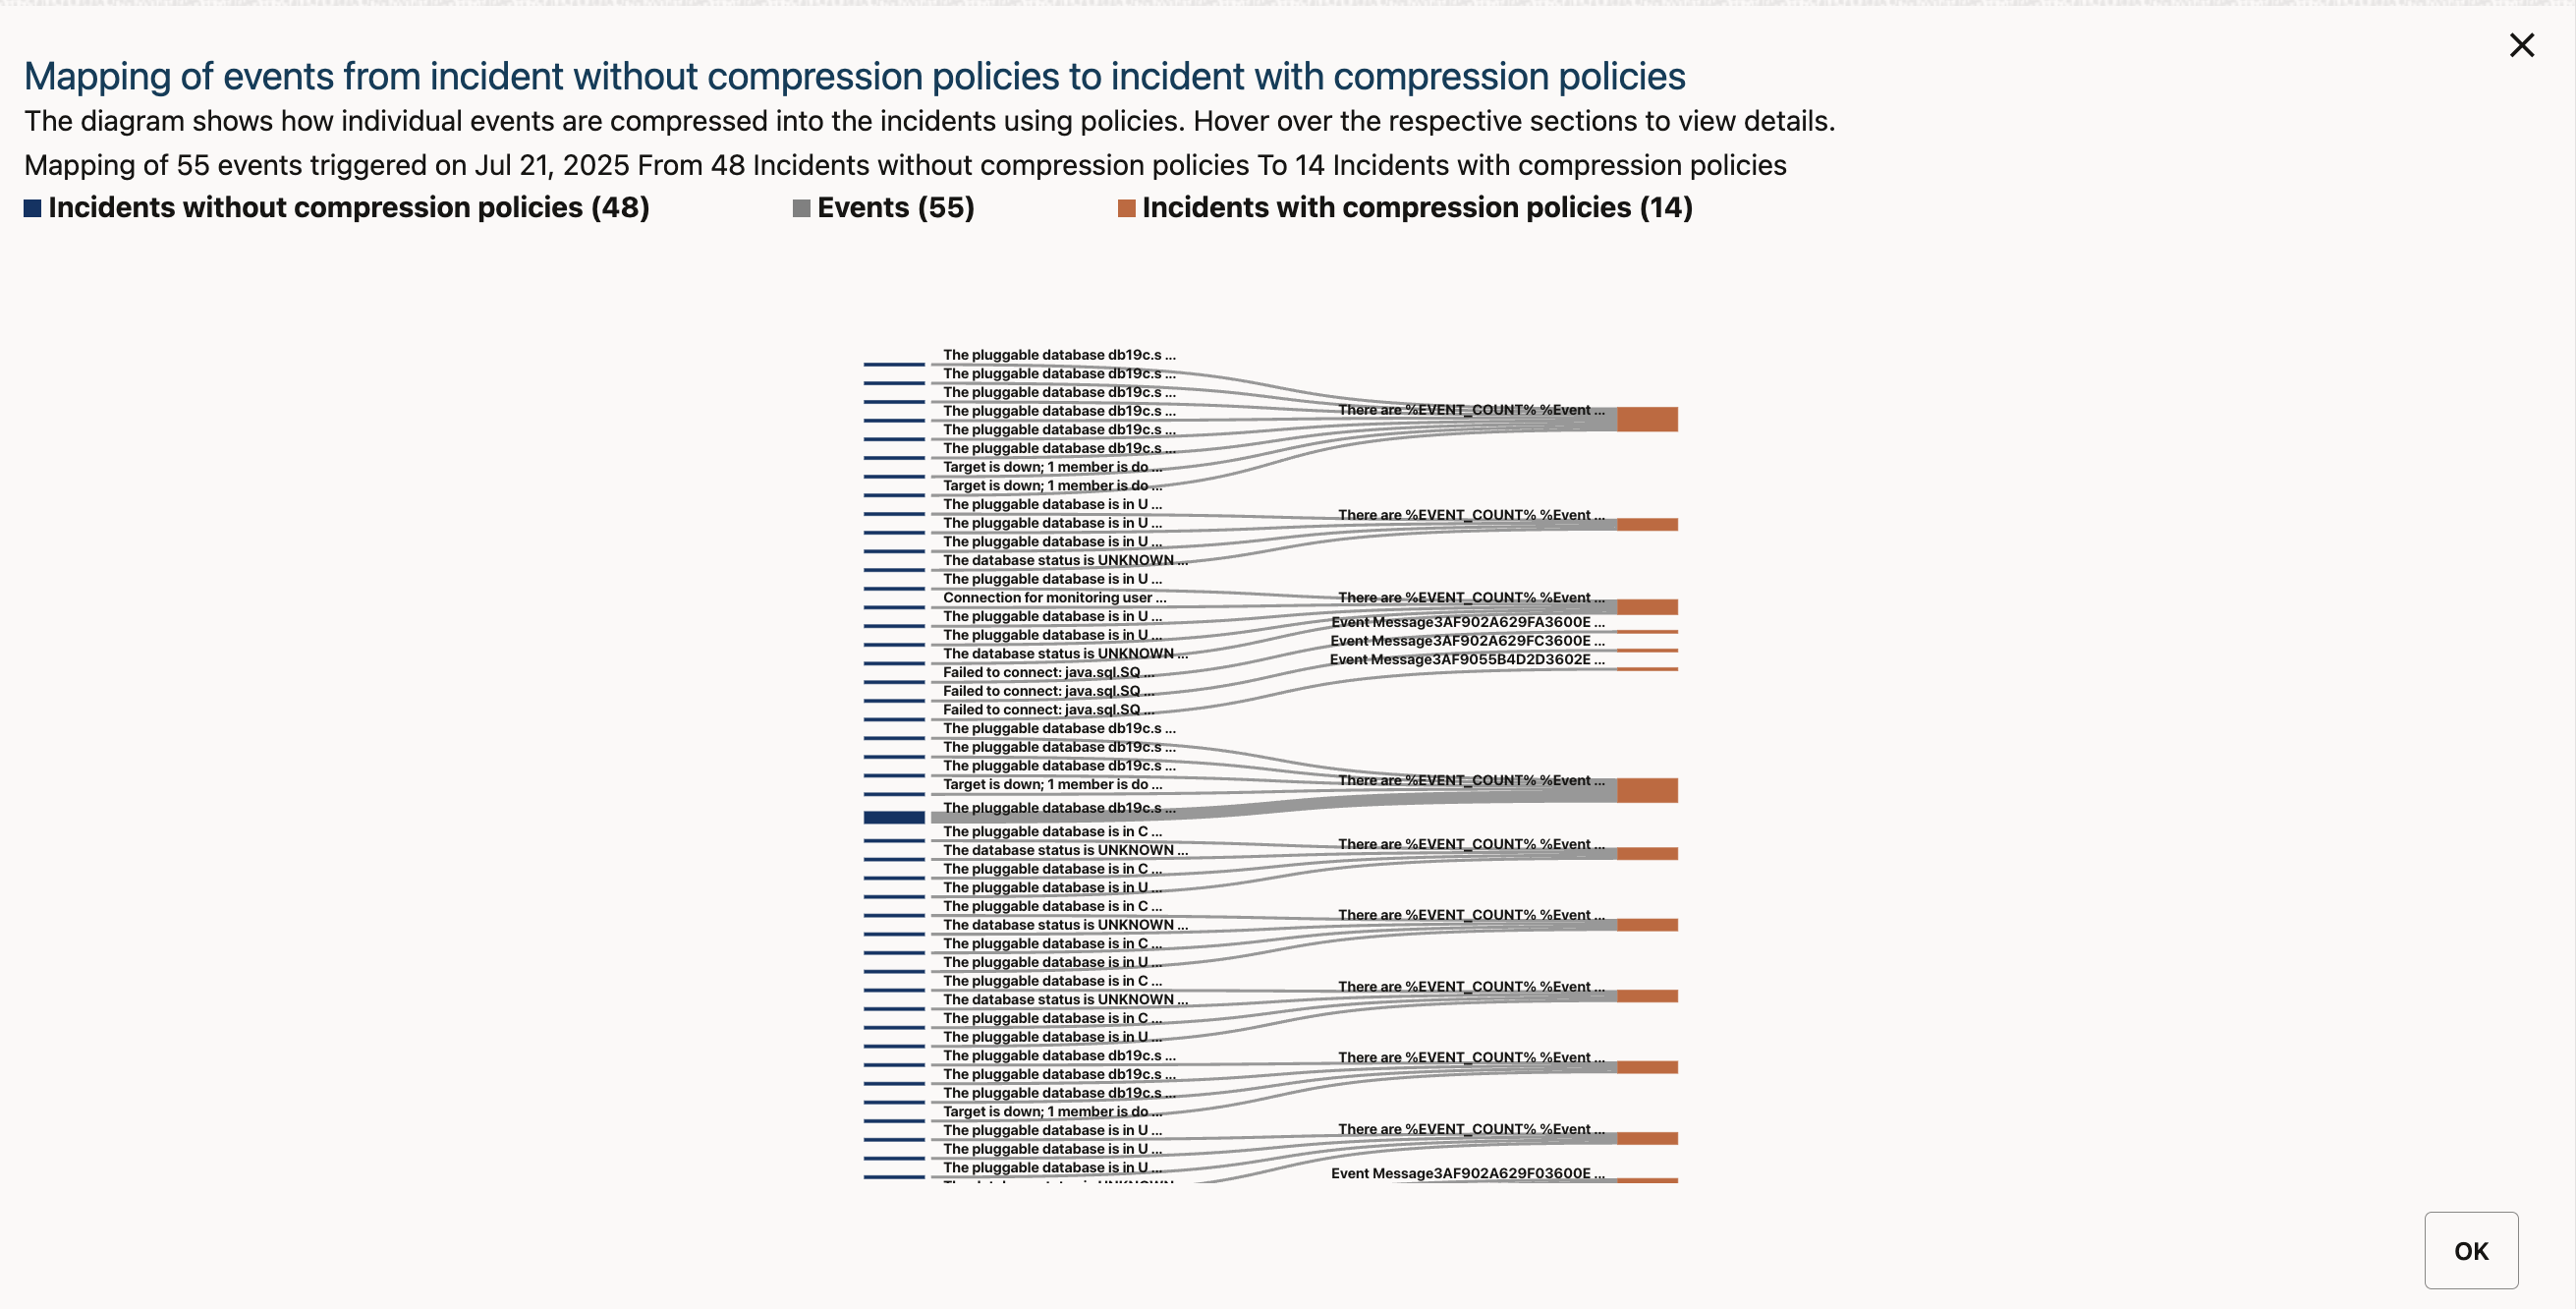 Mapping of events from incident without compression policies to incident with compression policies
The diagram shows how individual events are compressed into the incidents using policies. Hover over the respective sections to view details.
Mapping of 55 events triggered on Jul 21, 2025 From 48 Incidents without compression policies To 14 Incidents with compression policies
Incidents without compression policies (48)
Events (55)
Incidents with compression policies (14)
The pluggable database db19c.s ...
The pluggable database db19c.s ...
The pluggable database db19c.s ...
The pluggable database db19c.s ...
The pluggable database db19c.s ...
The pluggable database db19c.s ...
Target is down; 1 member is do ...
Target is down; 1 member is do ...
The pluggable database is in U ...
The pluggable database is in U ...
The pluggable database is in U ...
The database status is UNKNOWN ...
The pluggable database is in U ...
Connection for monitoring user ...
The pluggable database is in U ...
The pluggable database is in U ...
The database status is UNKNOWN ...
Failed to connect: java.sql.SQ ...
Failed to connect: java.sql.SQ ...
Failed to connect: java.sql.SQ ...
The pluggable database db19c.s ...
The pluggable database db19c.s ...
The pluggable database db19c.s ...
Target is down; 1 member is do ...
The pluggable database db19c.s ...
The pluggable database is in C ...
The database status is UNKNOWN ...
The pluggable database is in C ...
The pluggable database is in U ...
The pluggable database is in C ...
The database status is UNKNOWN ...
The pluggable database is in C ...
The pluggable database is in U ...
The pluggable database is in C ...
The database status is UNKNOWN ...
The pluggable database is in C ...
The pluggable database is in U ...
The pluggable database db19c.s ...
The pluggable database db19c.s ...
The pluggable database db19c.s ...
Target is down; 1 member is do ...
The pluggable database is in U ...
The pluggable database is in U ...
The pluggable database is in U ...
There are %EVENT_COUNT% %Event ...
There are %EVENT_COUNT% %Event ...
There are %EVENT_COUNT% %Event ...
Event Message3AF902A629FA3600E ...
Event Message3AF902A629FC3600E ...
Event Message3AF9055B4D2D3602E ...
There are %EVENT_COUNT% %Event ...
There are %EVENT_COUNT% %Event ...
There are %EVENT_COUNT% %Event ...
There are %EVENT_COUNT% %Event ...
There are %EVENT_COUNT% %Event ...
There are %EVENT_COUNT% %Event ...
Event Message3AF902A629F03600E ...
OK